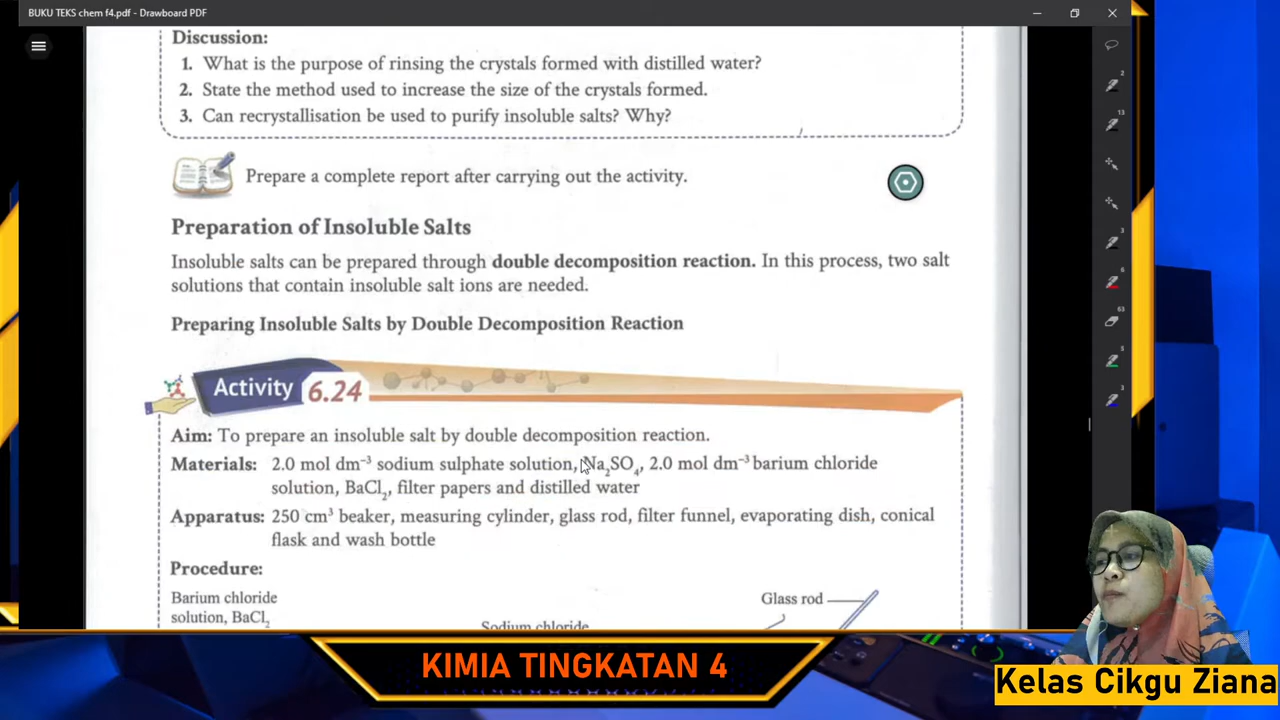 BUKU TEKS chem f4.pdf - Drawboard PDF
Discussion:
1. What is the purpose of rinsing the crystals formed with distilled water?
2. State the method used to increase the size of the crystals formed.
3. Can recrystallisation be used to purify insoluble salts? Why?
Prepare a complete report after carrying out the activity.
Preparation of Insoluble Salts
Insoluble salts can be prepared through double decomposition reaction. In this process, two salt
solutions that contain insoluble salt ions are needed.
Preparing Insoluble Salts by Double Decomposition Reaction
Activity 6.24
Aim: To prepare an insoluble salt by double decomposition reaction.
Materials: 2.0 mol dm⁻³ sodium sulphate solution, Na₂SO₄, 2.0 mol dm⁻³ barium chloride
solution, BaCl₂, filter papers and distilled water
Apparatus: 250 cm³ beaker, measuring cylinder, glass rod, filter funnel, evaporating dish, conical
flask and wash bottle
Procedure:
Barium chloride
solution, BaCl₂
Sodium chloride
Glass rod
2
13
3
6
63
5
3
KIMIA TINGKATAN 4
Kelas Cikgu Ziana